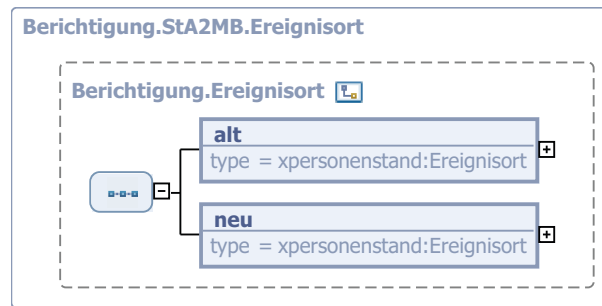 Berichtigung.StA2MB.Ereignisort
Berichtigung.Ereignisort
alt
type = xpersonenstand:Ereignisort
neu
type = xpersonenstand:Ereignisort